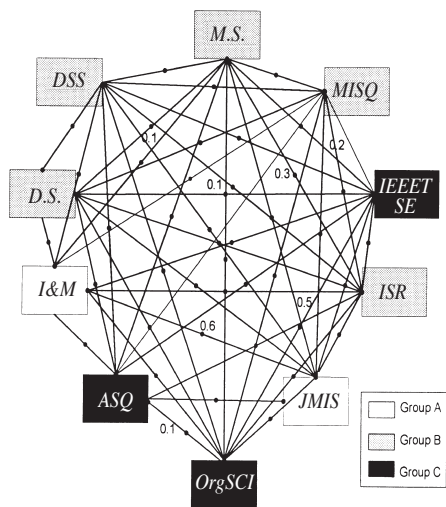 M.S.
DSS
MISQ
0.1
0.2
0.3
0.1
D.S.
IEEET
SE
I&M
ISR
0.5
0.6
ASQ
JMIS
0.1
OrgSCI
Group A
Group B
Group C